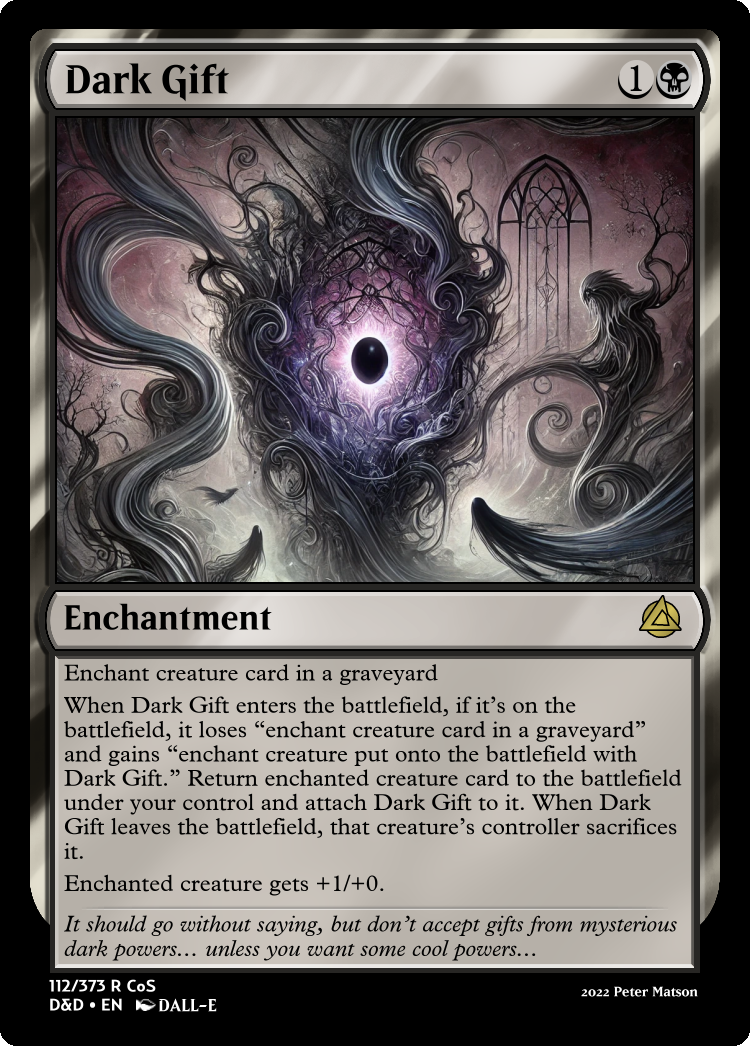 Dark Gift
1
Enchantment
Enchant creature card in a graveyard
When Dark Gift enters the battlefield, if it's on the
battlefield, it loses “enchant creature card in a graveyard”
and gains “enchant creature put onto the battlefield with
Dark Gift.” Return enchanted creature card to the battlefield
under your control and attach Dark Gift to it. When Dark
Gift leaves the battlefield, that creature's controller sacrifices
it.
Enchanted creature gets +1/+0.
It should go without saying, but don't accept gifts from mysterious
dark powers... unless you want some cool powers...
112/373 R CoS
D&D • EN DALL-E
2022 Peter Matson